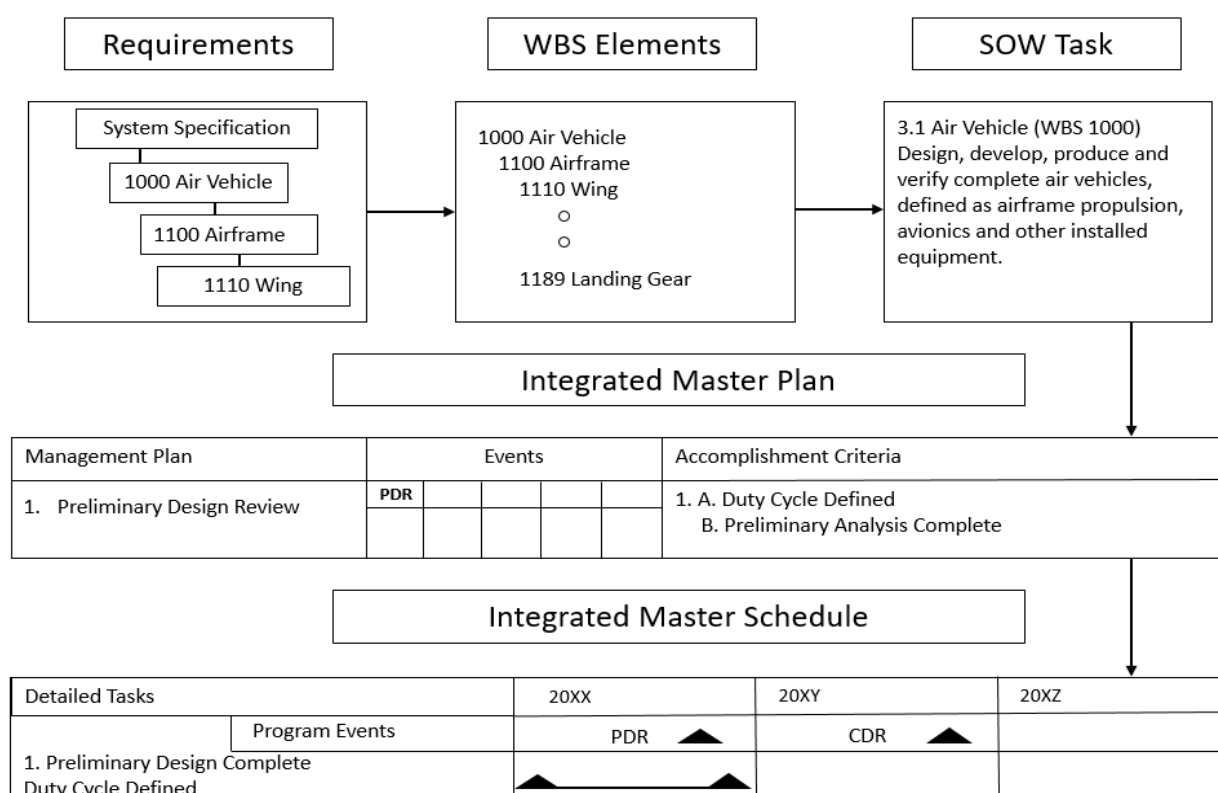 Requirements
WBS Elements
SOW Task
System Specification
1000 Air Vehicle
1100 Airframe
1110 Wing
1000 Air Vehicle
1100 Airframe
1110 Wing
1189 Landing Gear
3.1 Air Vehicle (WBS 1000)
Design, develop, produce and
verify complete air vehicles,
defined as airframe propulsion,
avionics and other installed
equipment.
Integrated Master Plan
Management Plan
Events
Accomplishment Criteria
1. Preliminary Design Review
PDR
1. A. Duty Cycle Defined
B. Preliminary Analysis Complete
Integrated Master Schedule
Detailed Tasks
20XX
20XY
20XZ
Program Events
PDR
CDR
1. Preliminary Design Complete
Duty Cycle Defined